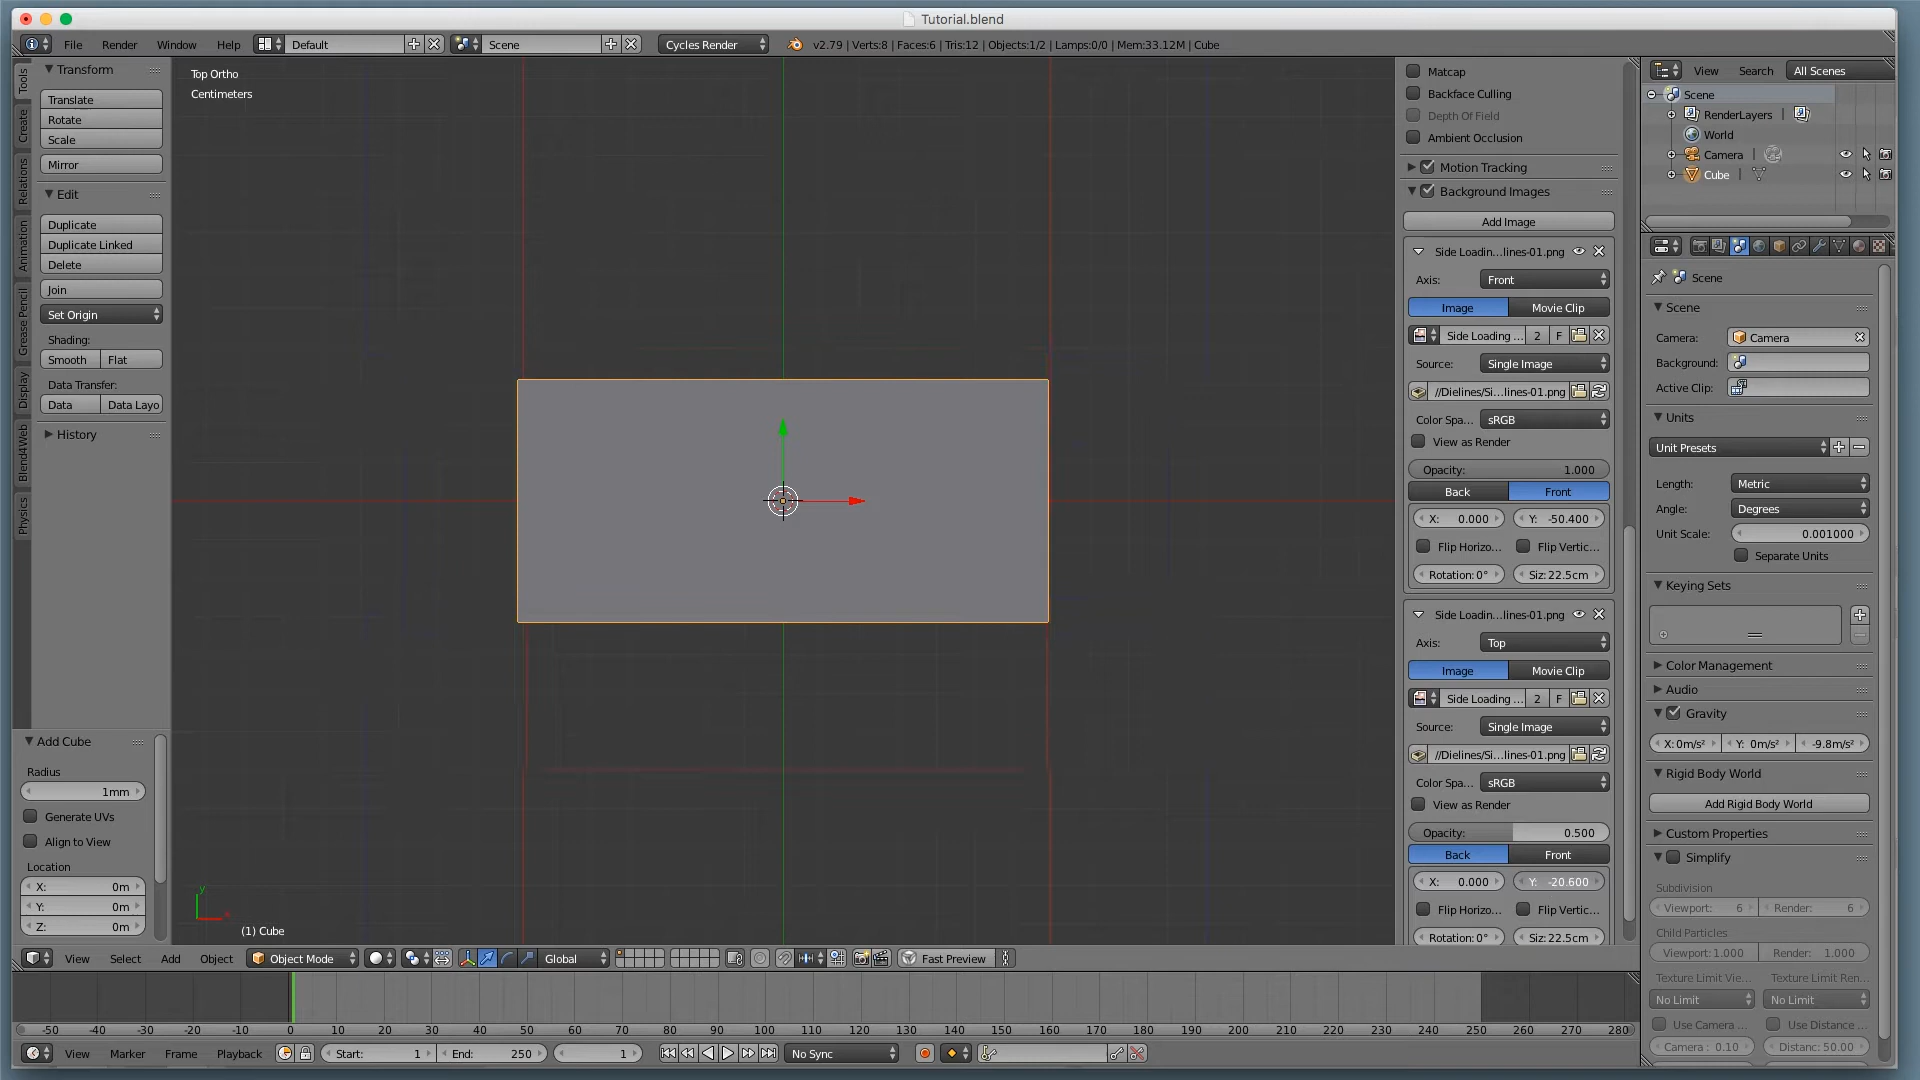 Tutorial.blend
File Render Window Help Default Scene Cycles Render v2.79 | Verts:8 | Faces:6 | Tris:12 | Objects:1/2 | Lamps:0/0 | Mem:33.12M | Cube
Tools
Create
Relations
Animation
Grease Pencil
Display
Blend4Web
Physics
Transform
Translate
Rotate
Scale
Mirror
Edit
Duplicate
Duplicate Linked
Delete
Join
Set Origin
Shading:
Smooth Flat
Data Transfer:
Data Data Layo
History
Add Cube
Radius
1mm
Generate UVs
Align to View
Location
X: 0m
Y: 0m
Z: 0m
Top Ortho
Centimeters
y
(1) Cube
Matcap
Backface Culling
Depth Of Field
Ambient Occlusion
Motion Tracking
Background Images
Add Image
Side Loadin...lines-01.png
Axis: Front
Image Movie Clip
Side Loading ... 2 F
Source: Single Image
//Dielines/Si...lines-01.png
Color Spa... sRGB
View as Render
Opacity: 1.000
Back Front
X: 0.000 Y: -50.400
Flip Horizo... Flip Vertic...
Rotation: 0° Siz: 22.5cm
Side Loadin...lines-01.png
Axis: Top
Image Movie Clip
Side Loading ... 2 F
Source: Single Image
//Dielines/Si...lines-01.png
Color Spa... sRGB
View as Render
Opacity: 0.500
Back Front
X: 0.000 Y: -20.600
Flip Horizo... Flip Vertic...
Rotation: 0° Siz: 22.5cm
View Search All Scenes
Scene
RenderLayers |
World
Camera |
Cube |
Scene
Scene
Camera: Camera
Background:
Active Clip:
Units
Unit Presets
Length: Metric
Angle: Degrees
Unit Scale: 0.001000
Separate Units
Keying Sets
Color Management
Audio
Gravity
X: 0m/s² Y: 0m/s² -9.8m/s²
Rigid Body World
Add Rigid Body World
Custom Properties
Simplify
Subdivision
Viewport: 6 Render: 6
Child Particles
Viewport: 1.000 Render: 1.000
Texture Limit Vie... Texture Limit Ren...
No Limit No Limit
Use Camera ... Use Distance ...
Camera : 0.10 Distanc: 50.00
View Select Add Object Object Mode Global Fast Preview
-50 -40 -30 -20 -10 0 10 20 30 40 50 60 70 80 90 100 110 120 130 140 150 160 170 180 190 200 210 220 230 240 250 260 270 280
View Marker Frame Playback Start: 1 End: 250 1 No Sync